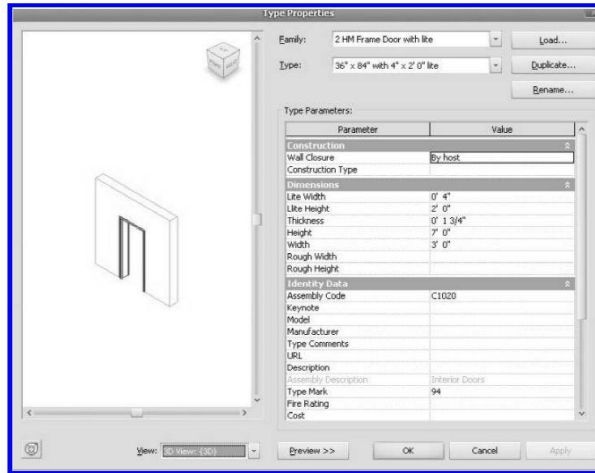 Type Properties
Family: 2 HM Frame Door with lite Load...
Type: 36" x 84" with 4" x 2' 0" lite Duplicate...
Rename...
Type Parameters:
Parameter Value
Construction
Wall Closure By host
Construction Type
Dimensions
Lite Width 0' 4"
Llite Height 2' 0"
Thickness 0' 1 3/4"
Height 7' 0"
Width 3' 0"
Rough Width
Rough Height
Identity Data
Assembly Code C1020
Keynote
Model
Manufacturer
Type Comments
URL
Description
Assembly Description Interior Doors
Type Mark 94
Fire Rating
Cost
View: 3D View: {3D} Preview >> OK Cancel Apply